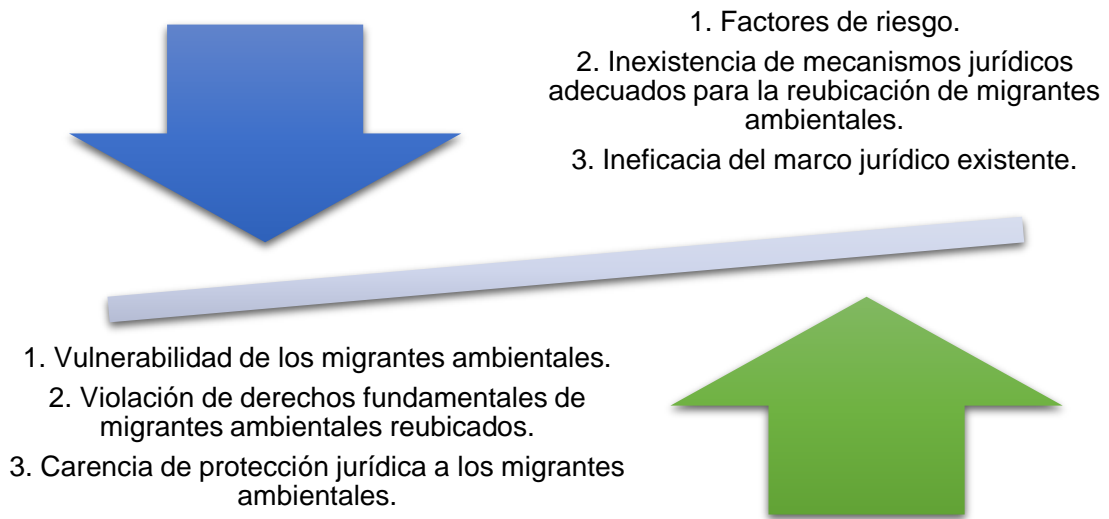 1. Factores de riesgo.
2. Inexistencia de mecanismos jurídicos
adecuados para la reubicación de migrantes
ambientales.
3. Ineficacia del marco jurídico existente.
1. Vulnerabilidad de los migrantes ambientales.
2. Violación de derechos fundamentales de
migrantes ambientales reubicados.
3. Carencia de protección jurídica a los migrantes
ambientales.